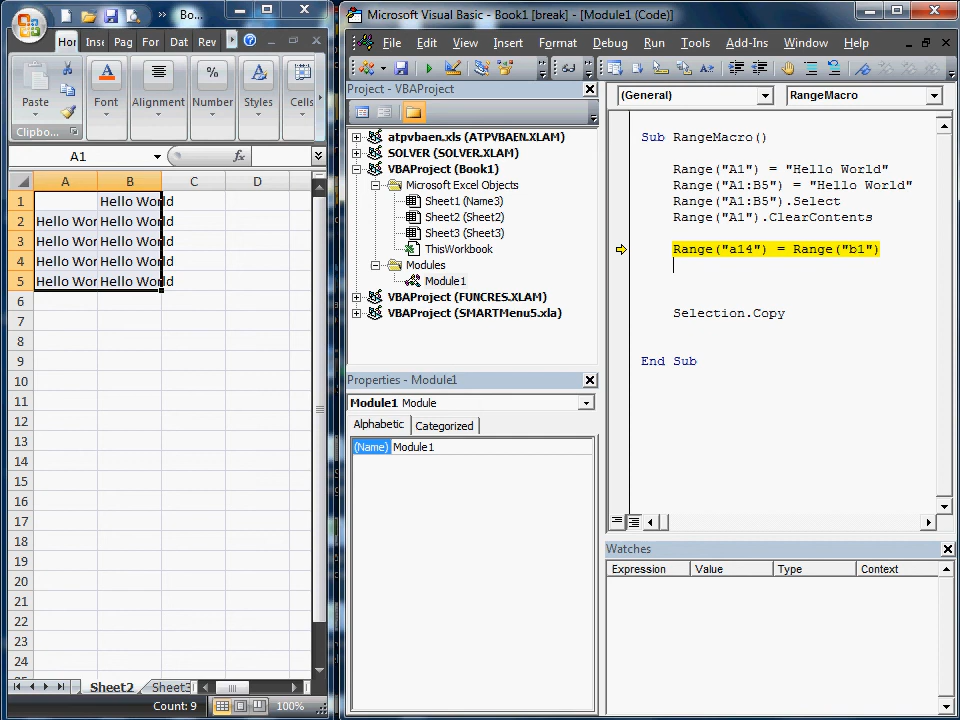 Bo...
Hor
Ins
Pag
For
Dat
Rev
Paste
Font
Alignment
Number
Styles
Cells
Clipbo...
A1
fx
A B C D
1 Hello World
2 Hello Wor Hello World
3 Hello Wor Hello World
4 Hello Wor Hello World
5 Hello Wor Hello World
6
7
8
9
10
11
12
13
14
15
16
17
18
19
20
21
22
23
24
Sheet2 Sheet3
Count: 9 100%
Microsoft Visual Basic - Book1 [break] - [Module1 (Code)]
File Edit View Insert Format Debug Run Tools Add-Ins Window Help
Project - VBAProject
atpvbaen.xls (ATPVBAEN.XLAM)
SOLVER (SOLVER.XLAM)
VBAProject (Book1)
Microsoft Excel Objects
Sheet1 (Name3)
Sheet2 (Sheet2)
Sheet3 (Sheet3)
ThisWorkbook
Modules
Module1
VBAProject (FUNCRES.XLAM)
VBAProject (SMARTMenu5.xla)
Properties - Module1
Module1 Module
Alphabetic Categorized
(Name) Module1
(General) RangeMacro
Sub RangeMacro()
Range("A1") = "Hello World"
Range("A1:B5") = "Hello World"
Range("A1:B5").Select
Range("A1").ClearContents
Range("a14") = Range("b1")
Selection.Copy
End Sub
Watches
Expression Value Type Context